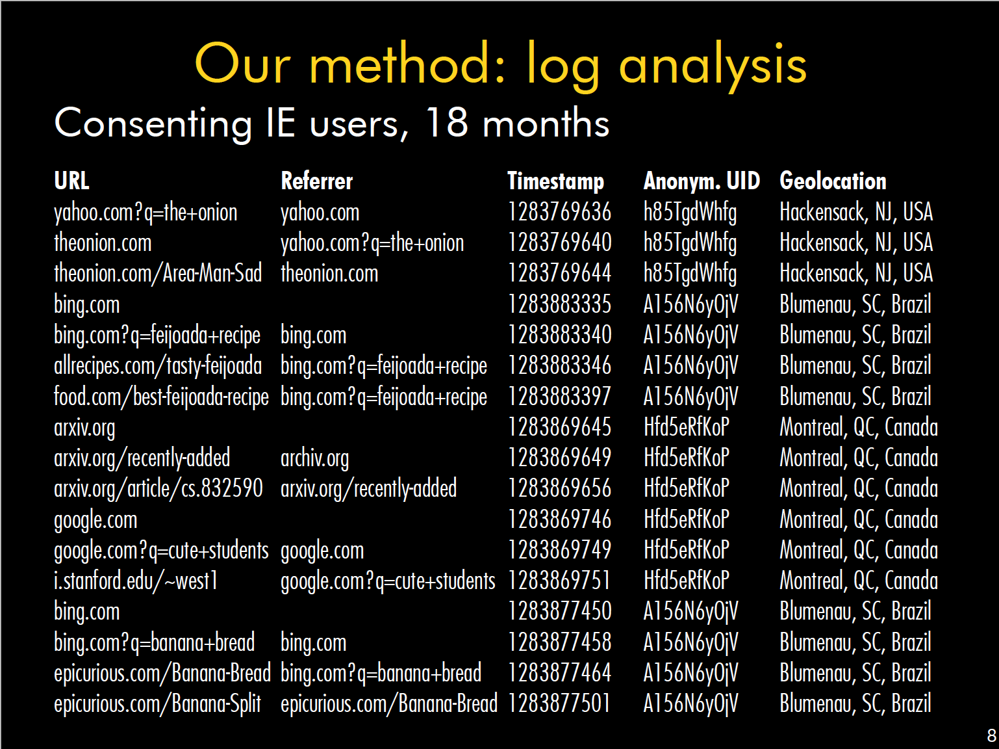 Our method: log analysis
Consenting IE users, 18 months
URL Referrer Timestamp Anonym. UID Geolocation
yahoo.com?q=the+onion yahoo.com 1283769636 h85TgdWhfg Hackensack, NJ, USA
theonion.com yahoo.com?q=the+onion 1283769640 h85TgdWhfg Hackensack, NJ, USA
theonion.com/Area-Man-Sad theonion.com 1283769644 h85TgdWhfg Hackensack, NJ, USA
bing.com 1283883335 A156N6yOjV Blumenau, SC, Brazil
bing.com?q=feijoada+recipe bing.com 1283883340 A156N6yOjV Blumenau, SC, Brazil
allrecipes.com/tasty-feijoada bing.com?q=feijoada+recipe 1283883346 A156N6yOjV Blumenau, SC, Brazil
food.com/best-feijoada-recipe bing.com?q=feijoada+recipe 1283883397 A156N6yOjV Blumenau, SC, Brazil
arxiv.org 1283869645 Hfd5eRfKoP Montreal, QC, Canada
arxiv.org/recently-added archiv.org 1283869649 Hfd5eRfKoP Montreal, QC, Canada
arxiv.org/article/cs.832590 arxiv.org/recently-added 1283869656 Hfd5eRfKoP Montreal, QC, Canada
google.com 1283869746 Hfd5eRfKoP Montreal, QC, Canada
google.com?q=cute+students google.com 1283869749 Hfd5eRfKoP Montreal, QC, Canada
i.stanford.edu/~west1 google.com?q=cute+students 1283869751 Hfd5eRfKoP Montreal, QC, Canada
bing.com 1283877450 A156N6yOjV Blumenau, SC, Brazil
bing.com?q=banana+bread bing.com 1283877458 A156N6yOjV Blumenau, SC, Brazil
epicurious.com/Banana-Bread bing.com?q=banana+bread 1283877464 A156N6yOjV Blumenau, SC, Brazil
epicurious.com/Banana-Split epicurious.com/Banana-Bread 1283877501 A156N6yOjV Blumenau, SC, Brazil
8